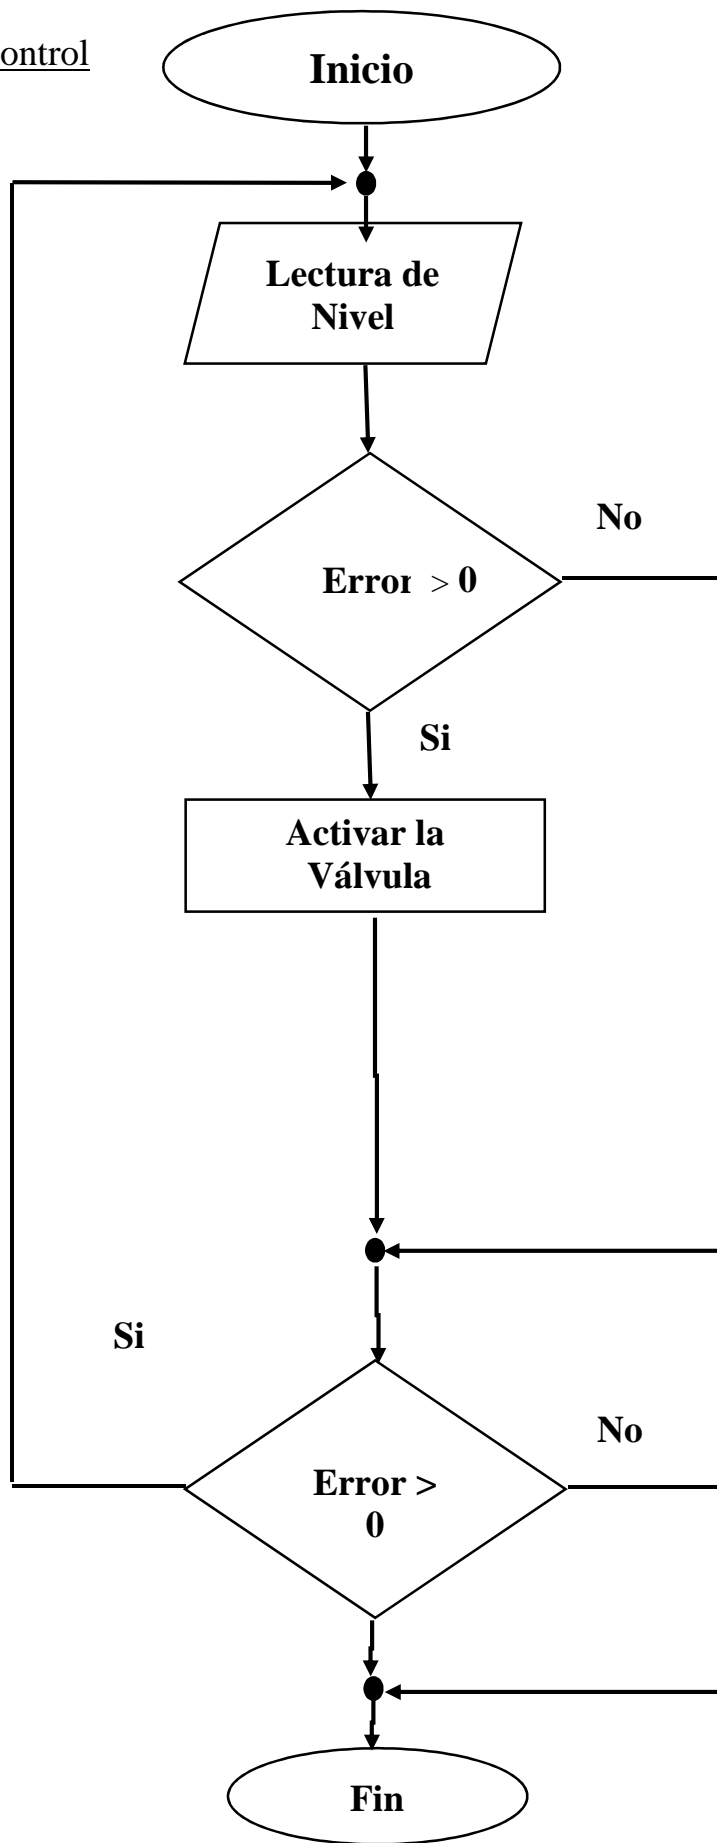 ontrol
Inicio
Lectura de
Nivel
No
Error > 0
Si
Activar la
Válvula
Si
No
Error >
0
Fin